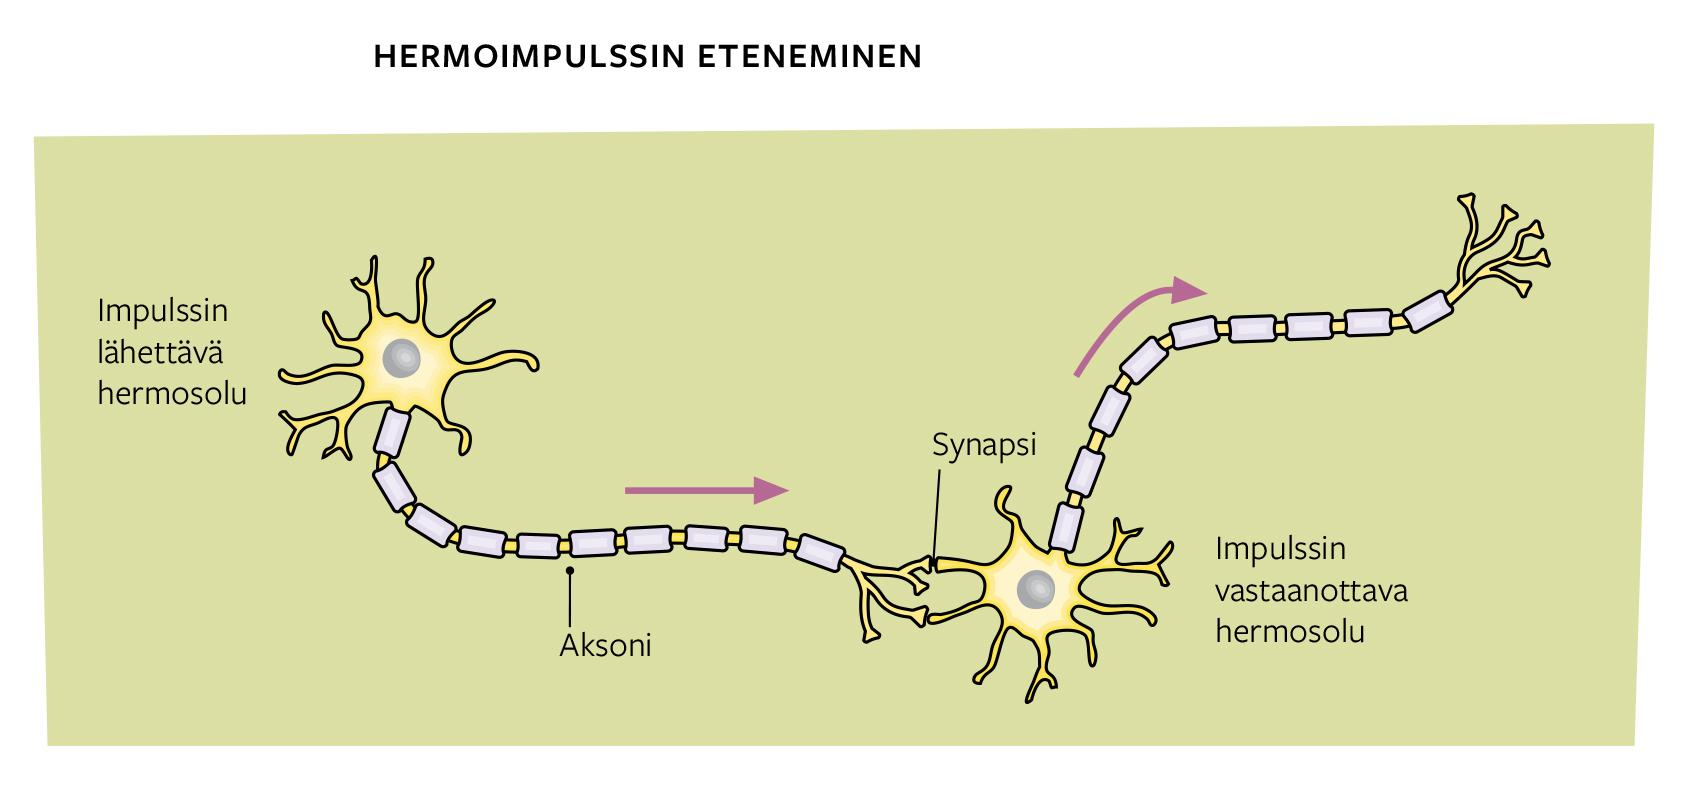 HERMOIMPULSSIN ETENEMINEN
Impulssin
lähettävä
hermosolu
Synapsi
Aksoni
Impulssin
vastaanottava
hermosolu